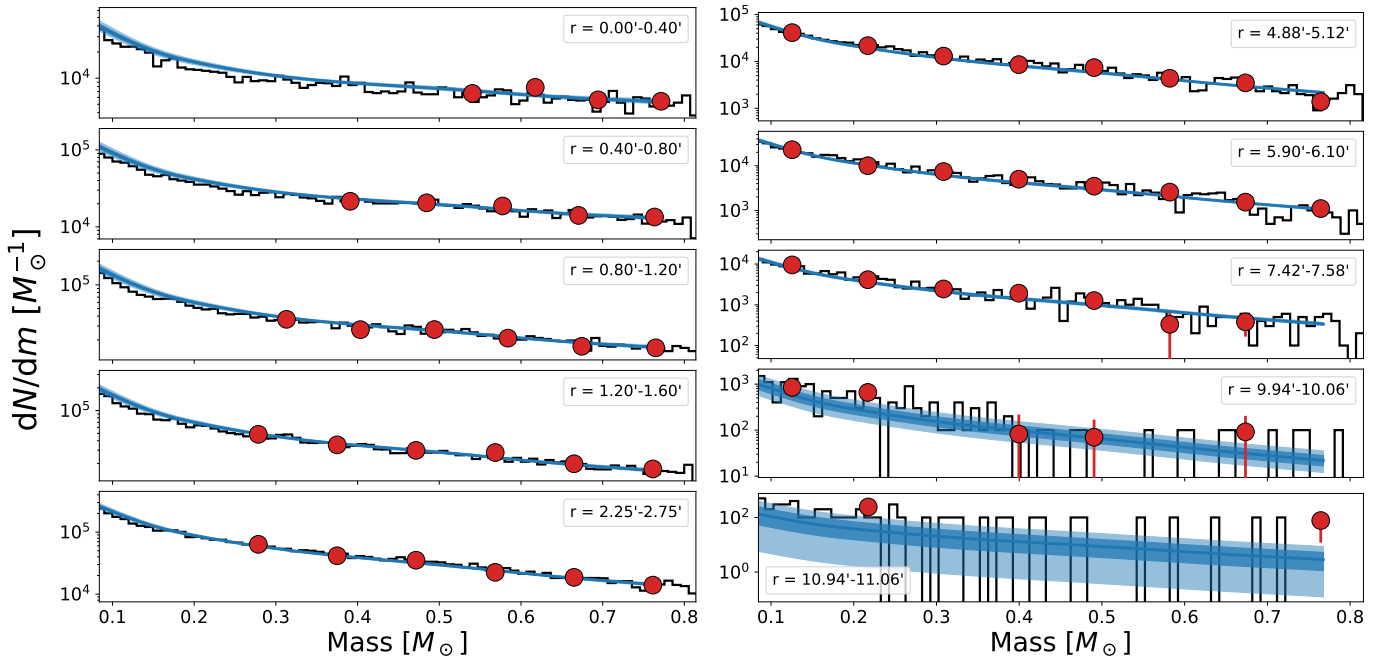 dN/dm [M⊙⁻¹]
r = 0.00'-0.40'
10⁴
r = 0.40'-0.80'
10⁵
10⁴
r = 0.80'-1.20'
10⁵
r = 1.20'-1.60'
10⁵
r = 2.25'-2.75'
10⁵
10⁴
0.1 0.2 0.3 0.4 0.5 0.6 0.7 0.8
Mass [M⊙]
r = 4.88'-5.12'
10⁵
10⁴
10³
r = 5.90'-6.10'
10⁴
10³
r = 7.42'-7.58'
10⁴
10³
10²
r = 9.94'-10.06'
10³
10²
10¹
r = 10.94'-11.06'
10²
10⁰
0.1 0.2 0.3 0.4 0.5 0.6 0.7 0.8
Mass [M⊙]